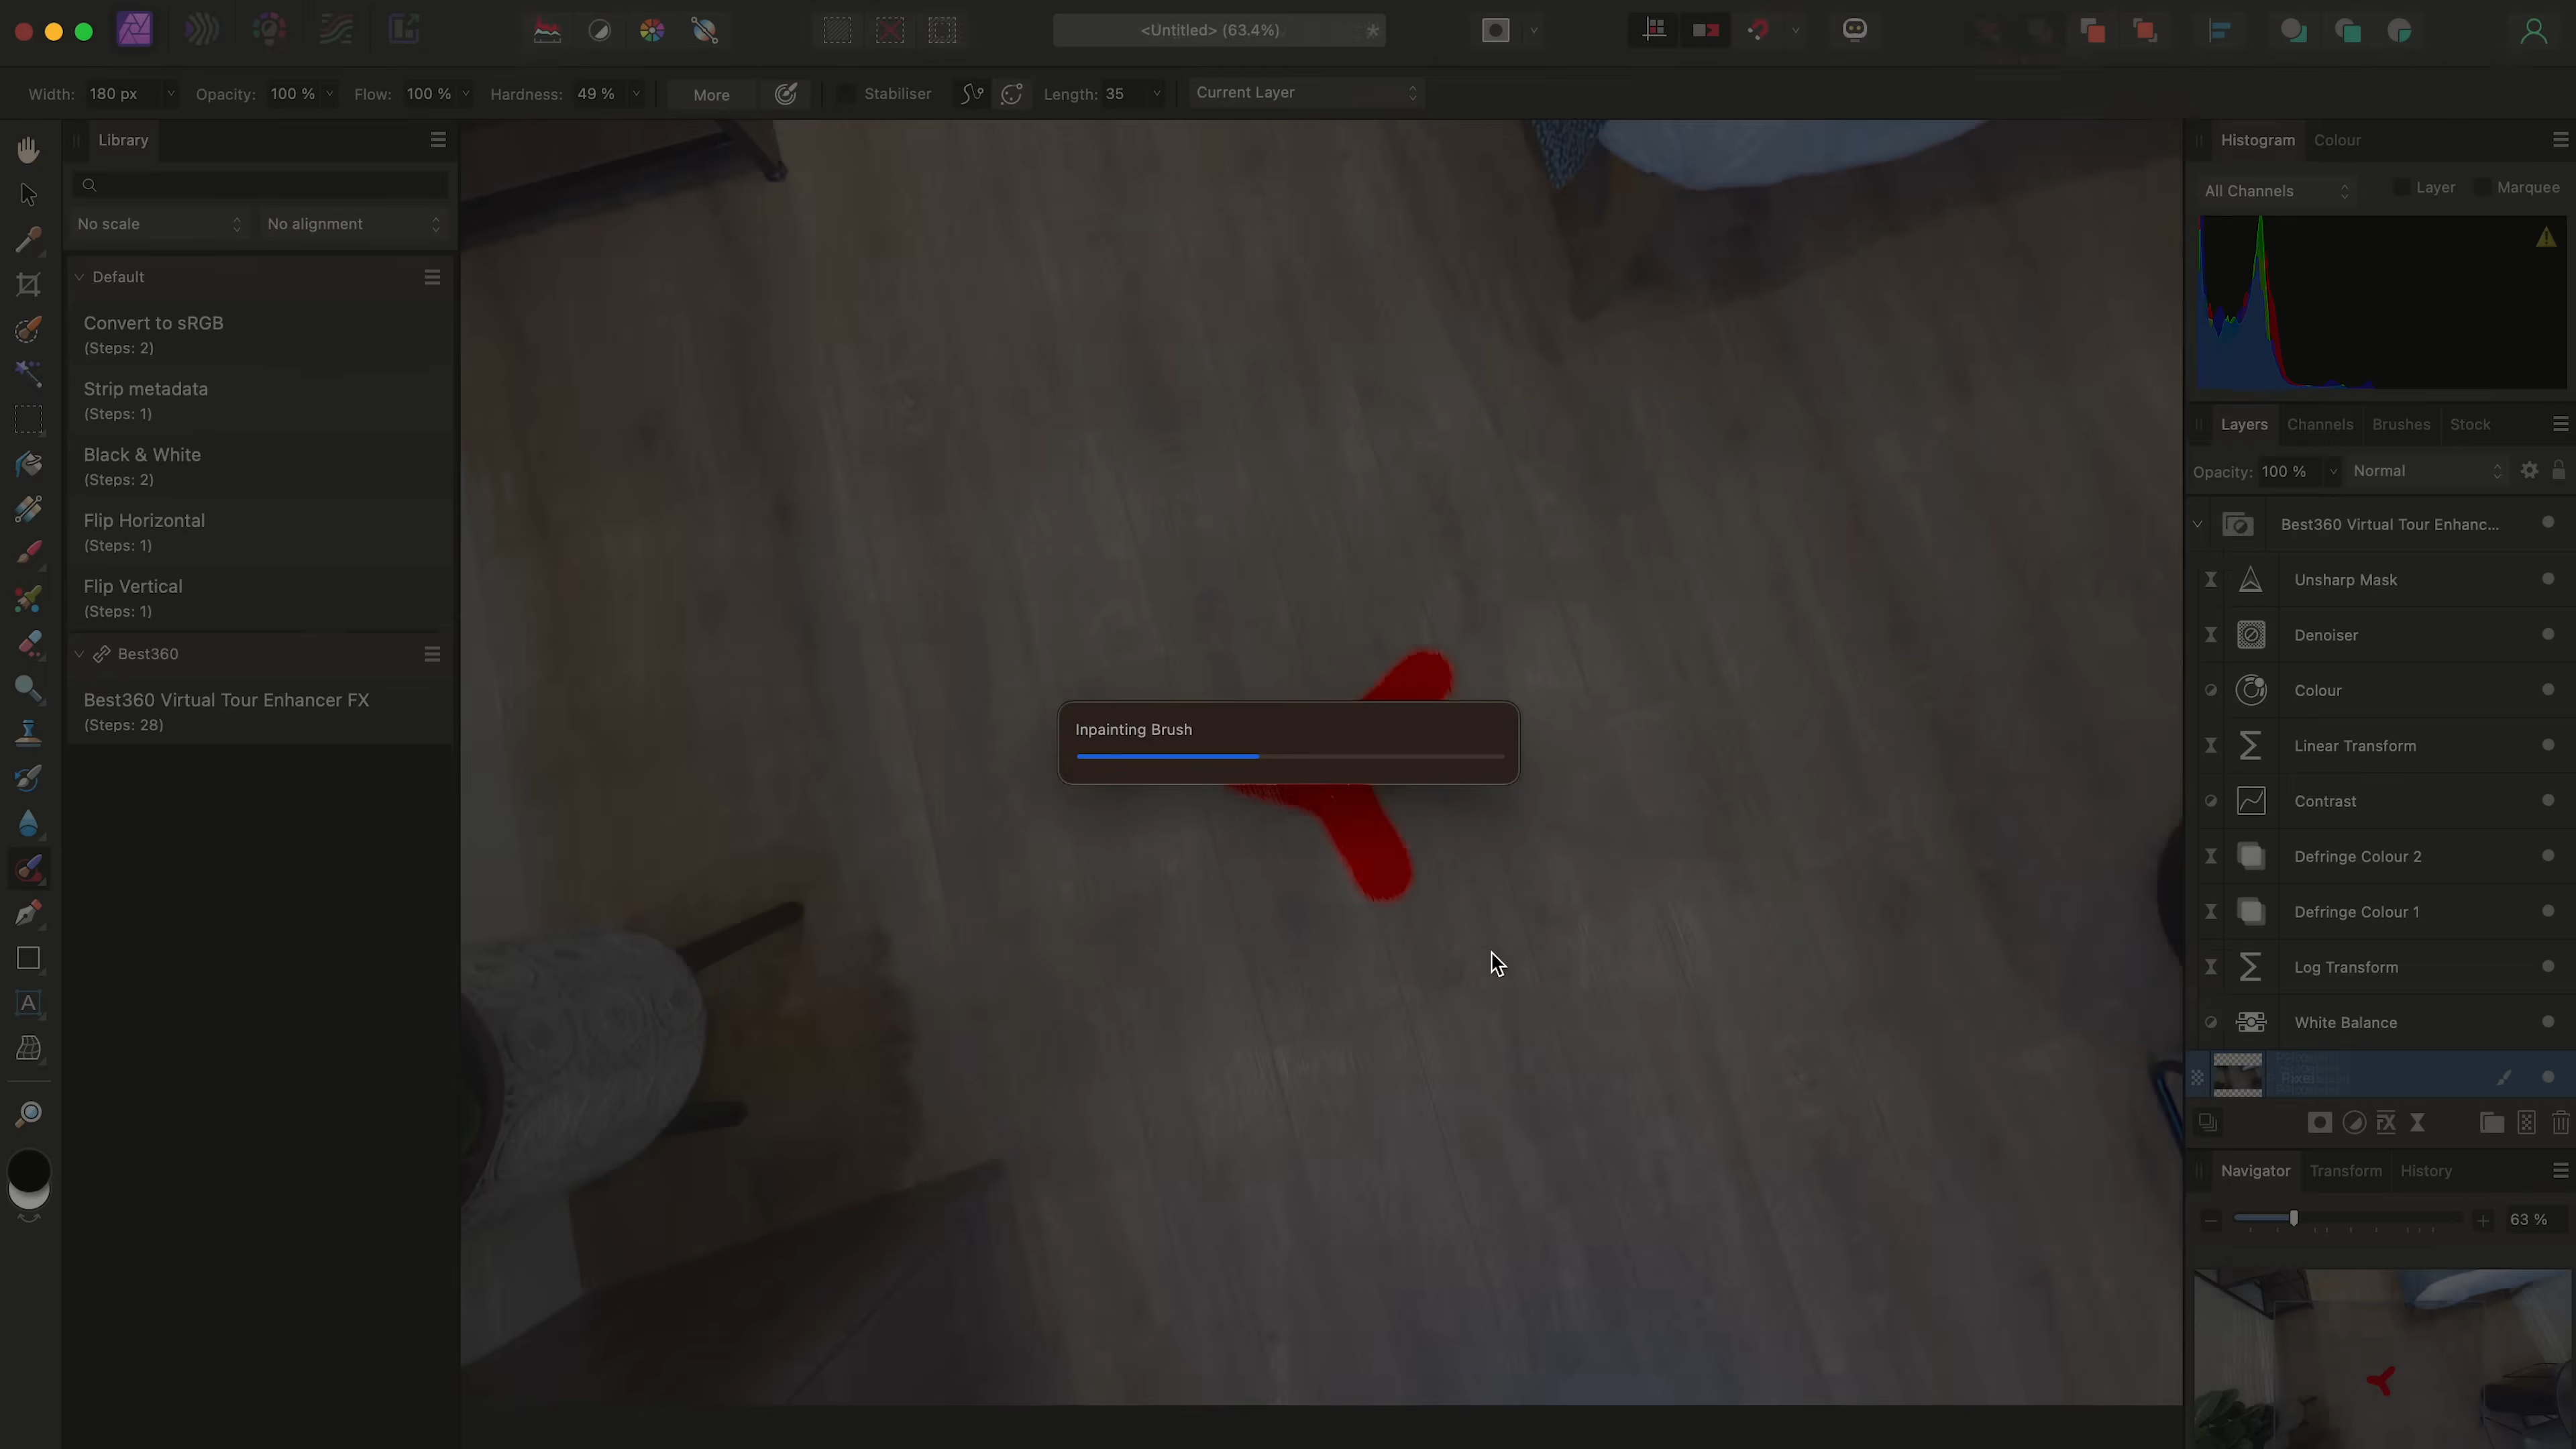 <Untitled> (63.4%)
Width: 180 px Opacity: 100 % Flow: 100 % Hardness: 49 % More Stabiliser Length: 35 Current Layer
Library
No scale No alignment
Default
Convert to sRGB
(Steps: 2)
Strip metadata
(Steps: 1)
Black & White
(Steps: 2)
Flip Horizontal
(Steps: 1)
Flip Vertical
(Steps: 1)
Best360
Best360 Virtual Tour Enhancer FX
(Steps: 28)
Inpainting Brush
Histogram Colour
All Channels Layer Marquee
Layers Channels Brushes Stock
Opacity: 100 % Normal
Best360 Virtual Tour Enhanc...
Unsharp Mask
Denoiser
Colour
Linear Transform
Contrast
Defringe Colour 2
Defringe Colour 1
Log Transform
White Balance
Navigator Transform History
63 %